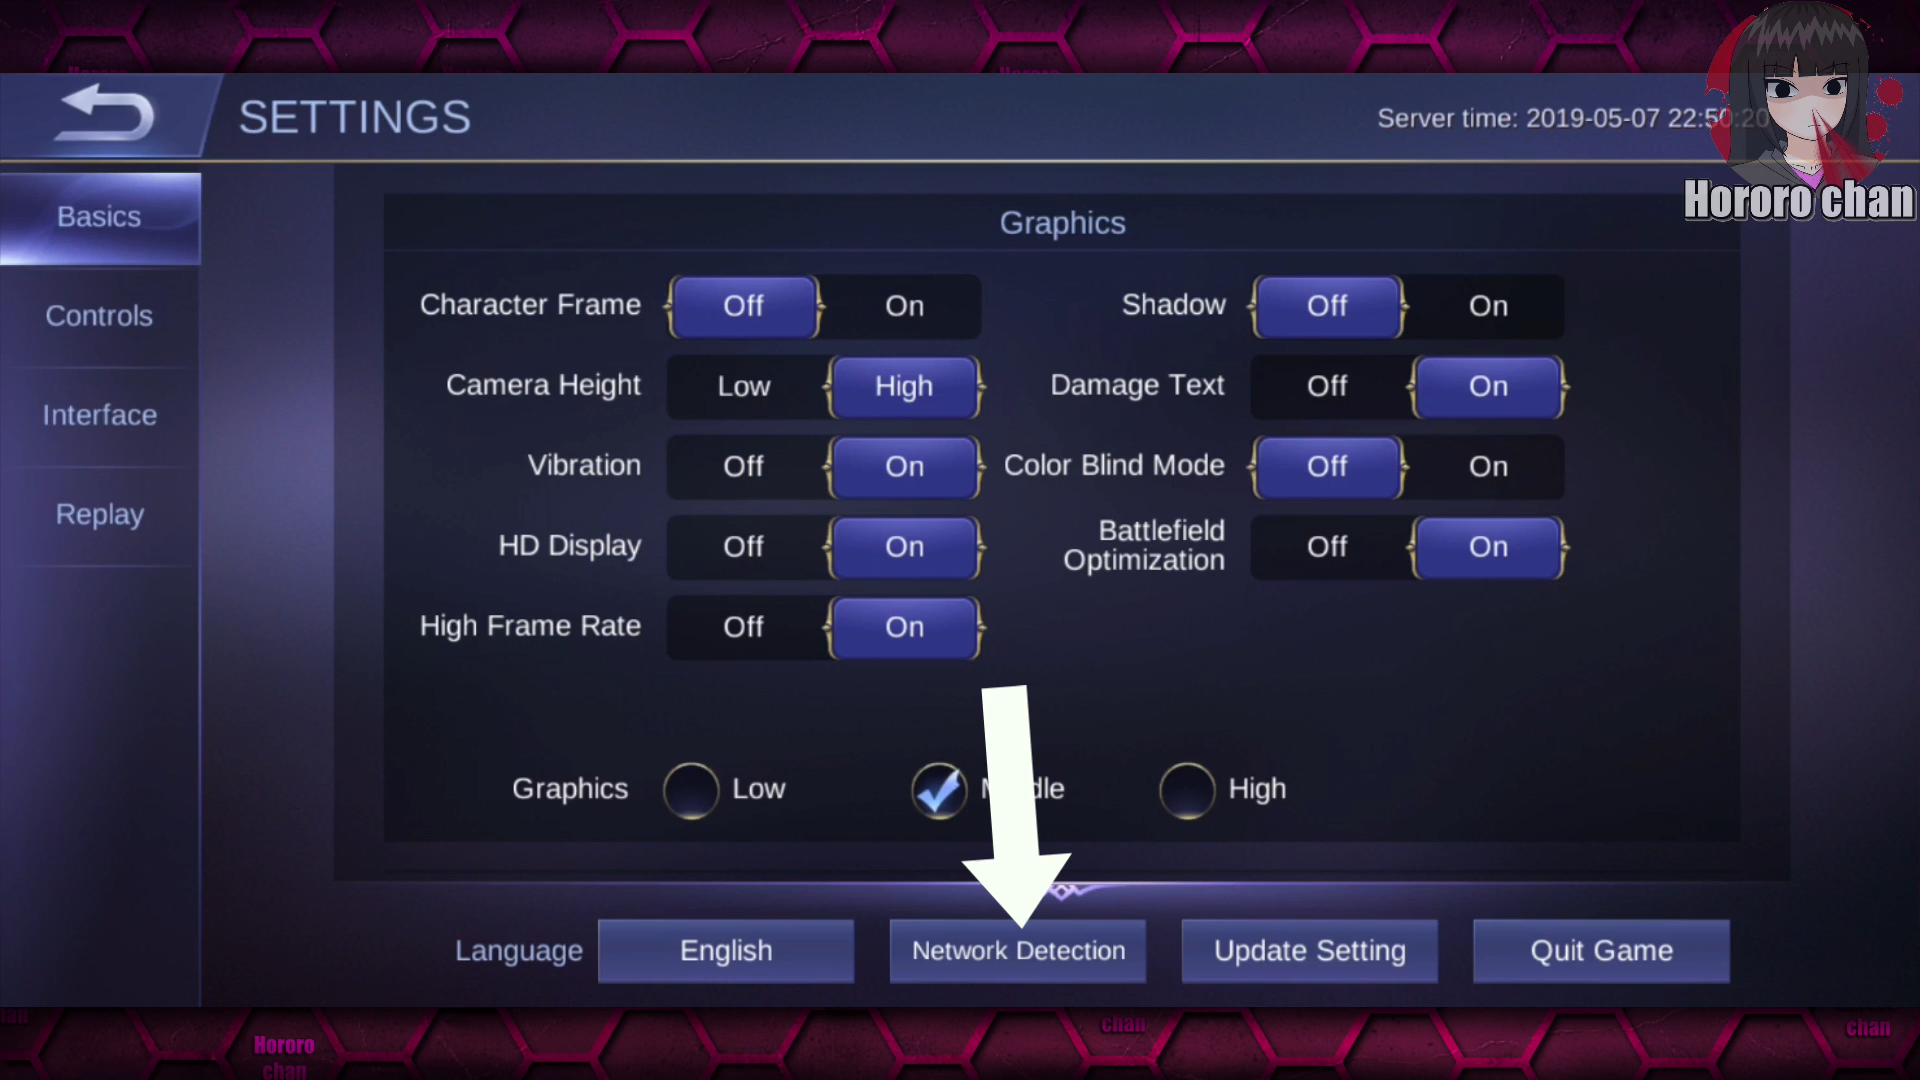 SETTINGS
Server time: 2019-05-07 22:50:20
Hororo chan
Basics
Controls
Interface
Replay
Graphics
Character Frame Off On
Shadow Off On
Camera Height Low High
Damage Text Off On
Vibration Off On
Color Blind Mode Off On
HD Display Off On
Battlefield
Optimization Off On
High Frame Rate Off On
Graphics Low High
Language English Network Detection Update Setting Quit Game
Hororo
chan
chan
chan